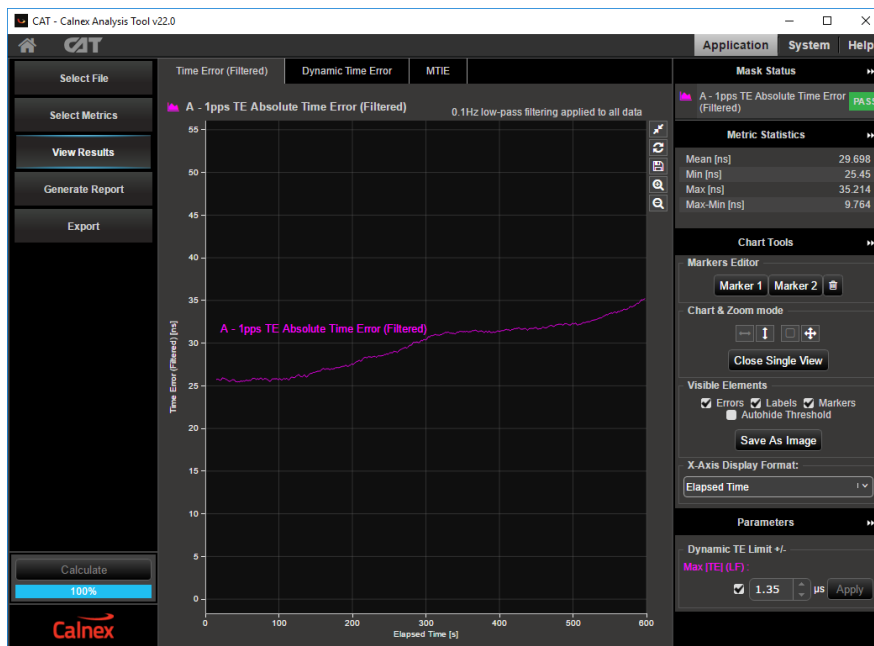 CAT - Calnex Analysis Tool v22.0
CAT
Application System Help
Select File
Select Metrics
View Results
Generate Report
Export
Calculate
100%
Calnex
Time Error (Filtered) Dynamic Time Error MTIE
A - 1pps TE Absolute Time Error (Filtered)
0.1Hz low-pass filtering applied to all data
Time Error (Filtered) [ns]
55
50
45
40
35
30
25
20
15
10
5
0
A - 1pps TE Absolute Time Error (Filtered)
0 100 200 300 400 500 600
Elapsed Time [s]
Mask Status
A - 1pps TE Absolute Time Error
(Filtered)
PASS
Metric Statistics
Mean [ns] 29.698
Min [ns] 25.45
Max [ns] 35.214
Max-Min [ns] 9.764
Chart Tools
Markers Editor
Marker 1 Marker 2
Chart & Zoom mode
Close Single View
Visible Elements
Errors Labels Markers
Autohide Threshold
Save As Image
X-Axis Display Format:
Elapsed Time
Parameters
Dynamic TE Limit +/-
Max |TE| (LF) :
1.35 µs Apply